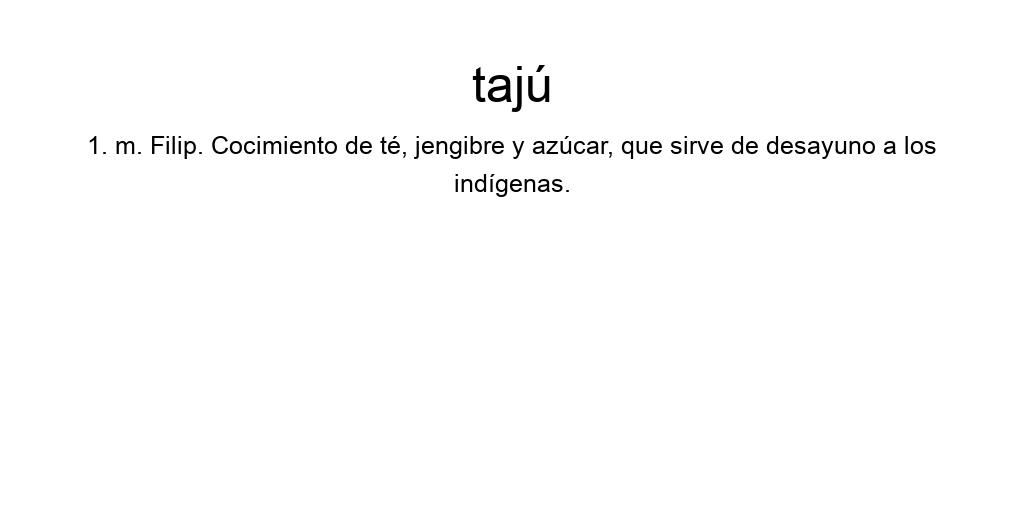 tajú
1. m. Filip. Cocimiento de té, jengibre y azúcar, que sirve de desayuno a los
indígenas.